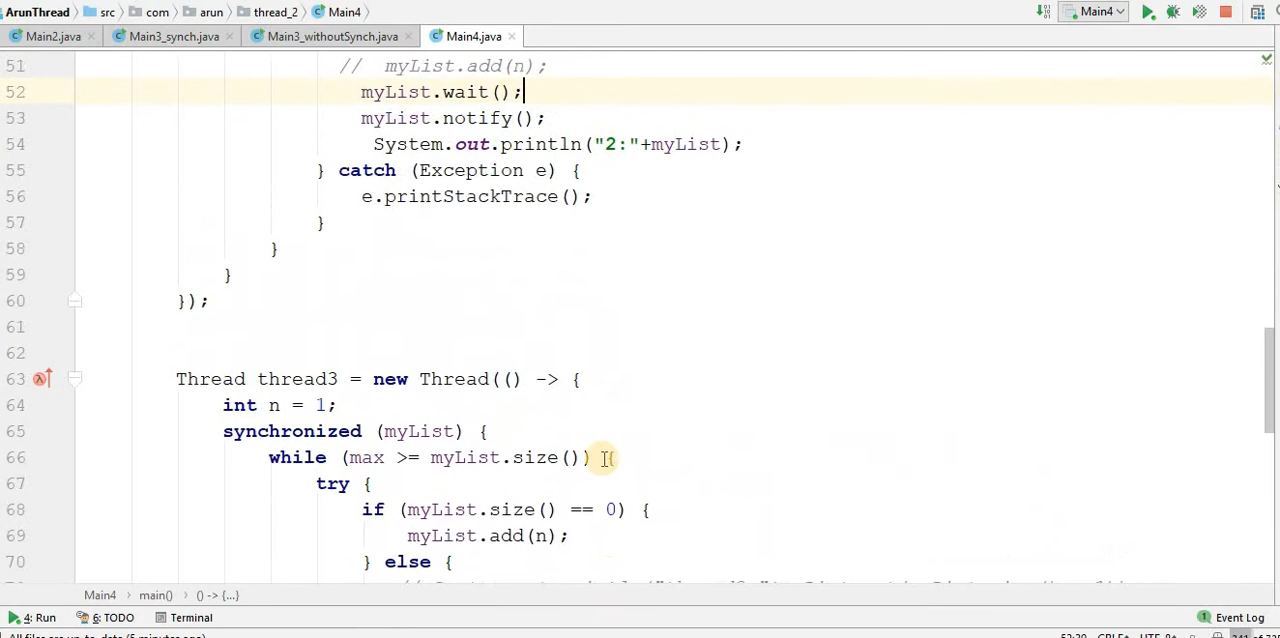 ArunThread src com arun thread_2 Main4 Main4
Main2.java Main3_synch.java Main3_withoutSynch.java Main4.java
51 // myList.add(n);
52 myList.wait();
53 myList.notify();
54 System.out.println("2:"+myList);
55 } catch (Exception e) {
56 e.printStackTrace();
57 }
58 }
59 }
60 });
61
62
63 Thread thread3 = new Thread(() -> {
64 int n = 1;
65 synchronized (myList) {
66 while (max >= myList.size()) {
67 try {
68 if (myList.size() == 0) {
69 myList.add(n);
70 } else {
Main4 main() () -> {...}
4: Run 6: TODO Terminal 1 Event Log